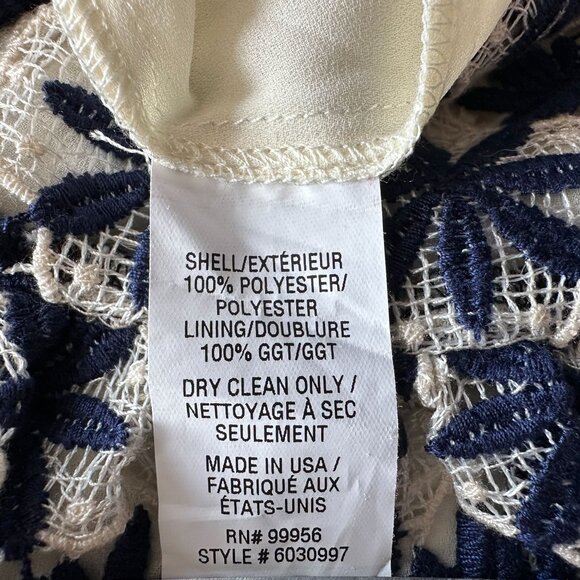 SHELL/EXTÉRIEUR
100% POLYESTER/
POLYESTER
LINING/DOUBLURE
100% GGT/GGT
DRY CLEAN ONLY /
NETTOYAGE À SEC
SEULEMENT
MADE IN USA /
FABRIQUÉ AUX
ÉTATS-UNIS
RN# 99956
STYLE # 6030997